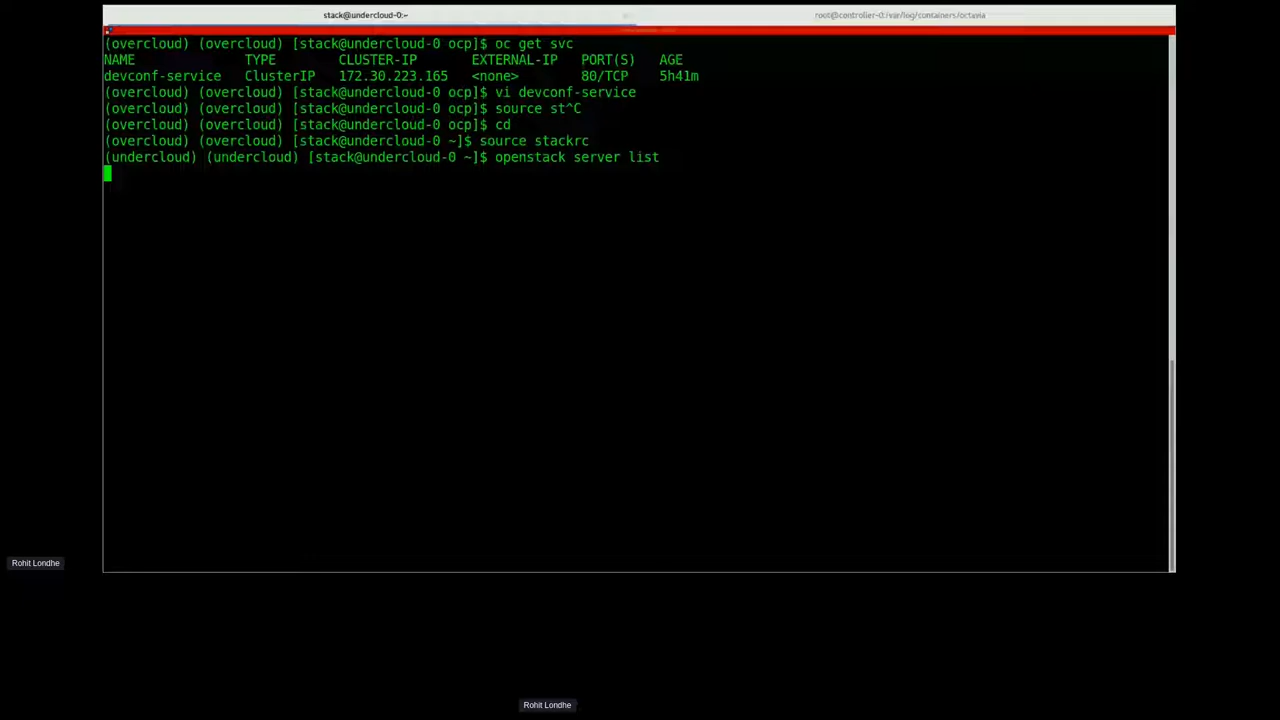 stack@undercloud-0:~
root@controller-0:/var/log/containers/octavia
(overcloud) (overcloud) [stack@undercloud-0 ocp]$ oc get svc
NAME TYPE CLUSTER-IP EXTERNAL-IP PORT(S) AGE
devconf-service ClusterIP 172.30.223.165 <none> 80/TCP 5h41m
(overcloud) (overcloud) [stack@undercloud-0 ocp]$ vi devconf-service
(overcloud) (overcloud) [stack@undercloud-0 ocp]$ source st^C
(overcloud) (overcloud) [stack@undercloud-0 ocp]$ cd
(overcloud) (overcloud) [stack@undercloud-0 ~]$ source stackrc
(undercloud) (undercloud) [stack@undercloud-0 ~]$ openstack server list
Rohit Londhe
Rohit Londhe